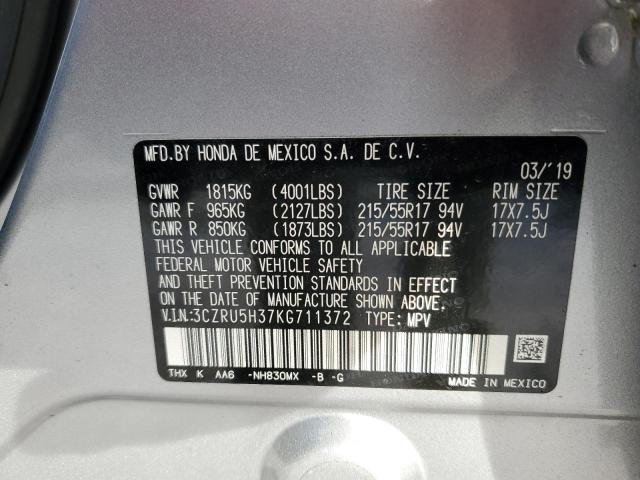 MFD.BY HONDA DE MEXICO S.A. DE C.V.
03/'19
GVWR 1815KG (4001LBS) TIRE SIZE RIM SIZE
GAWR F 965KG (2127LBS) 215/55R17 94V 17X7.5J
GAWR R 850KG (1873LBS) 215/55R17 94V 17X7.5J
THIS VEHICLE CONFORMS TO ALL APPLICABLE
FEDERAL MOTOR VEHICLE SAFETY
AND THEFT PREVENTION STANDARDS IN EFFECT
ON THE DATE OF MANUFACTURE SHOWN ABOVE.
V.I.N.:3CZRU5H37KG711372 TYPE: MPV
THX K AA6 -NH830MX -B -G
MADE IN MEXICO